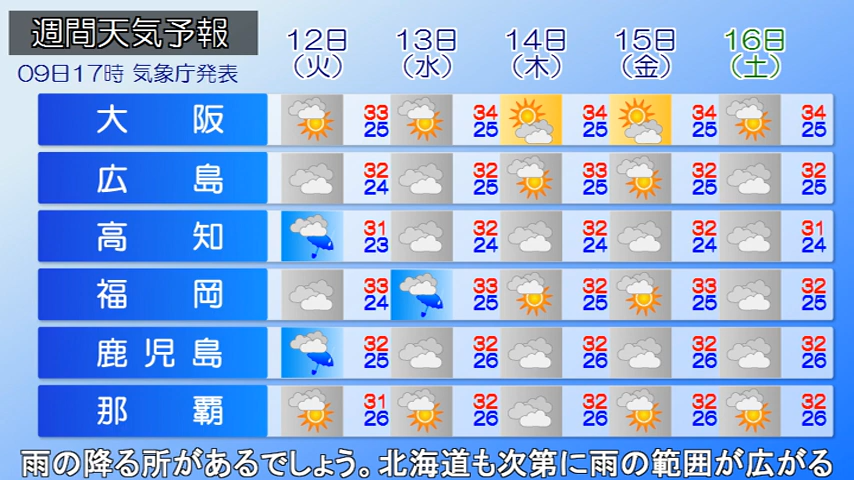 週間天気予報
09日17時 気象庁発表
12日 13日 14日 15日 16日
(火) (水) (木) (金) (土)
大阪 33 25 34 25 34 25 34 25 34 25
広島 32 24 32 25 33 25 32 25 32 25
高知 31 23 32 24 32 24 32 24 31 24
福岡 33 24 33 25 32 25 33 25 32 25
鹿児島 32 25 32 26 32 26 32 26 32 26
那覇 31 26 32 26 32 26 32 26 32 26
雨の降る所があるでしょう。北海道も次第に雨の範囲が広がる